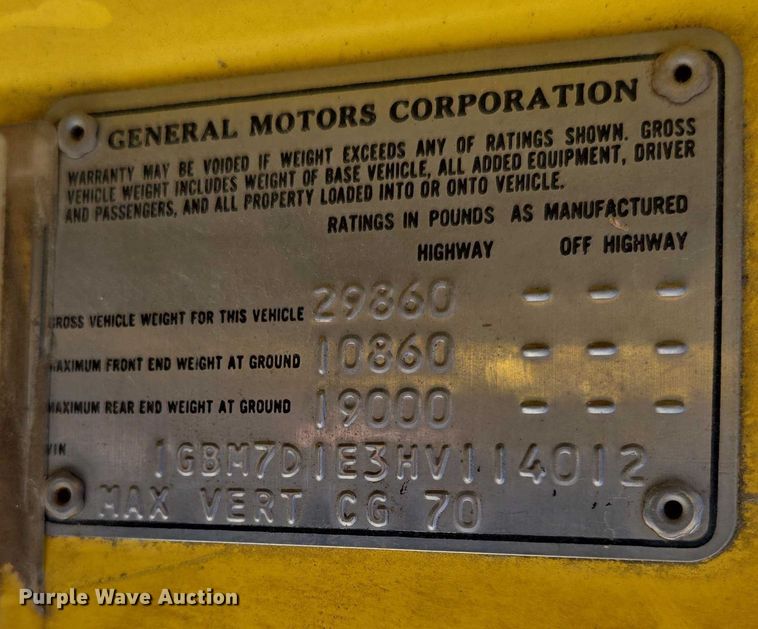 GENERAL MOTORS CORPORATION
WARRANTY MAY BE VOIDED IF WEIGHT EXCEEDS ANY OF RATINGS SHOWN. GROSS
VEHICLE WEIGHT INCLUDES WEIGHT OF BASE VEHICLE, ALL ADDED EQUIPMENT, DRIVER
AND PASSENGERS, AND ALL PROPERTY LOADED INTO OR ONTO VEHICLE.
RATINGS IN POUNDS AS MANUFACTURED
HIGHWAY OFF HIGHWAY
GROSS VEHICLE WEIGHT FOR THIS VEHICLE 29860 - - -
MAXIMUM FRONT END WEIGHT AT GROUND 10860 - - -
MAXIMUM REAR END WEIGHT AT GROUND 19000 - - -
VIN 1GBM7D1E3HV114012
MAX VERT CG 70
Purple Wave Auction